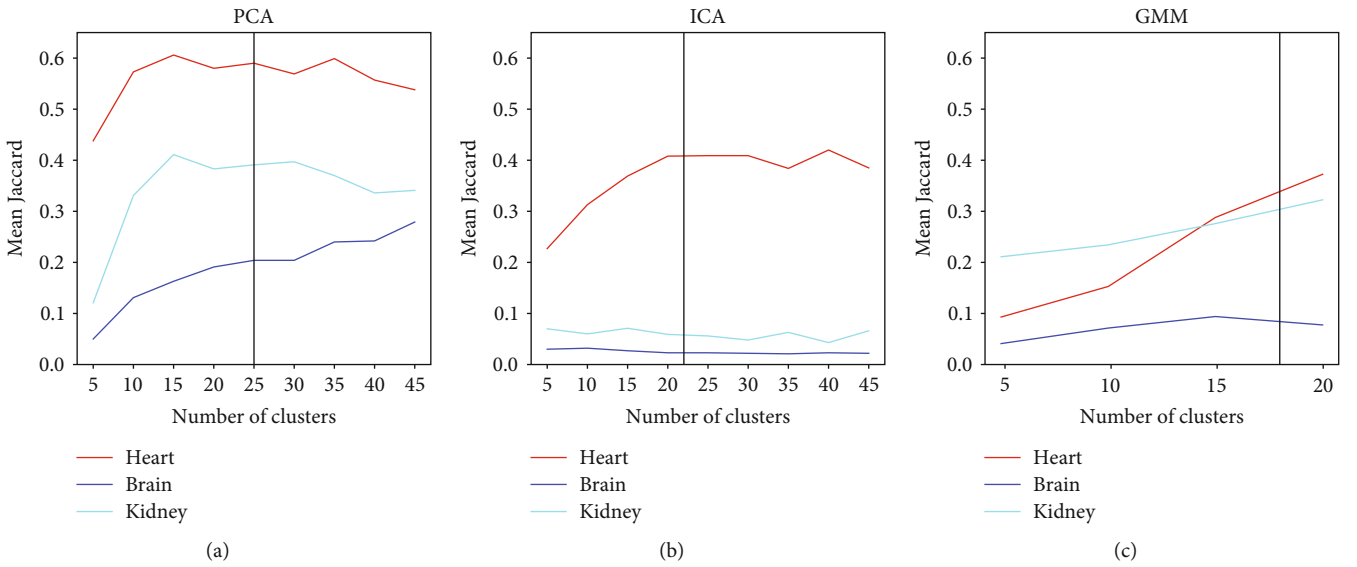 PCA
0.6
0.5
0.4
0.3
0.2
0.1
0.0
Mean Jaccard
5 10 15 20 25 30 35 40 45
Number of clusters
Heart
Brain
Kidney
(a)
ICA
0.6
0.5
0.4
0.3
0.2
0.1
0.0
Mean Jaccard
5 10 15 20 25 30 35 40 45
Number of clusters
Heart
Brain
Kidney
(b)
GMM
0.6
0.5
0.4
0.3
0.2
0.1
0.0
Mean Jaccard
5 10 15 20
Number of clusters
Heart
Brain
Kidney
(c)